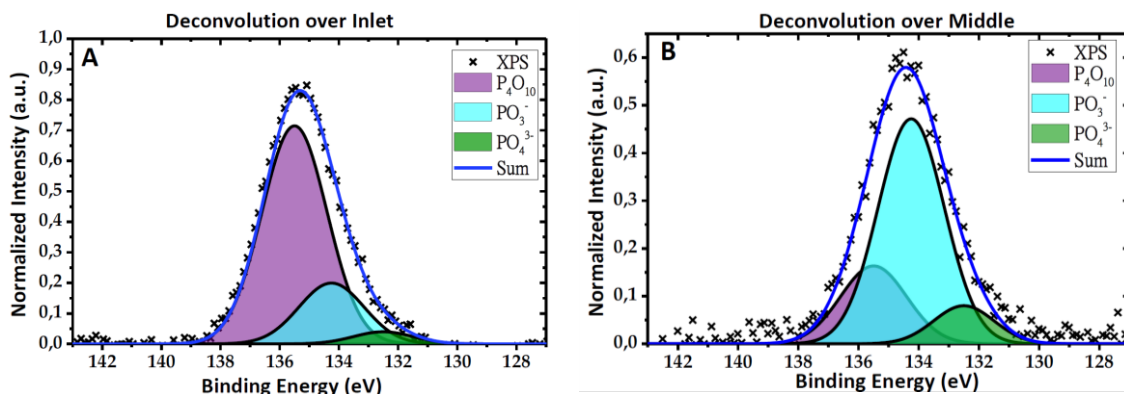 Deconvolution over Inlet
A
1,0
0,9
0,8
0,7
0,6
0,5
0,4
0,3
0,2
0,1
0,0
Normalized Intensity (a.u.)
142 140 138 136 134 132 130 128
Binding Energy (eV)
XPS
P₄O₁₀
PO₃⁻
PO₄³⁻
Sum
Deconvolution over Middle
B
0,6
0,5
0,4
0,3
0,2
0,1
0,0
Normalized Intensity (a.u.)
142 140 138 136 134 132 130 128
Binding Energy (eV)
XPS
P₄O₁₀
PO₃⁻
PO₄³⁻
Sum